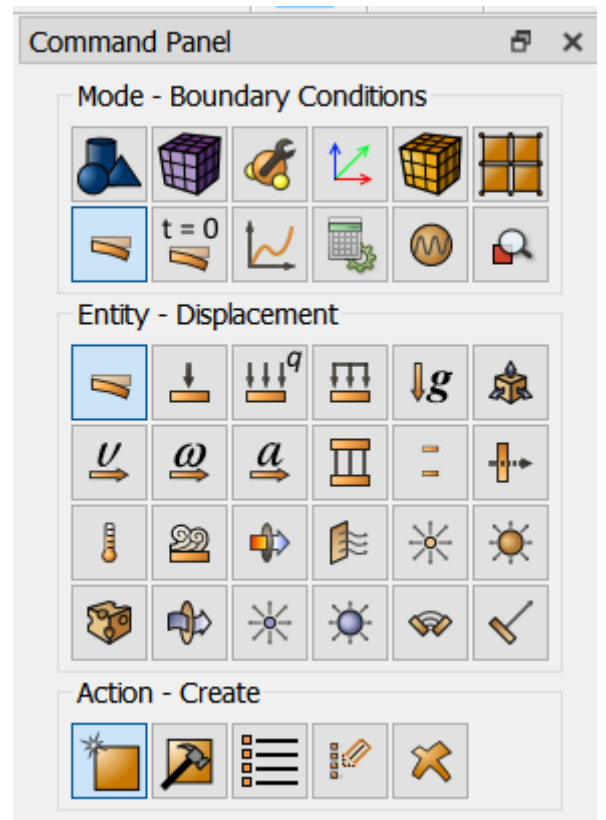 Command Panel
Mode - Boundary Conditions
t = 0
Entity - Displacement
q
g
v
ω
a
Action - Create